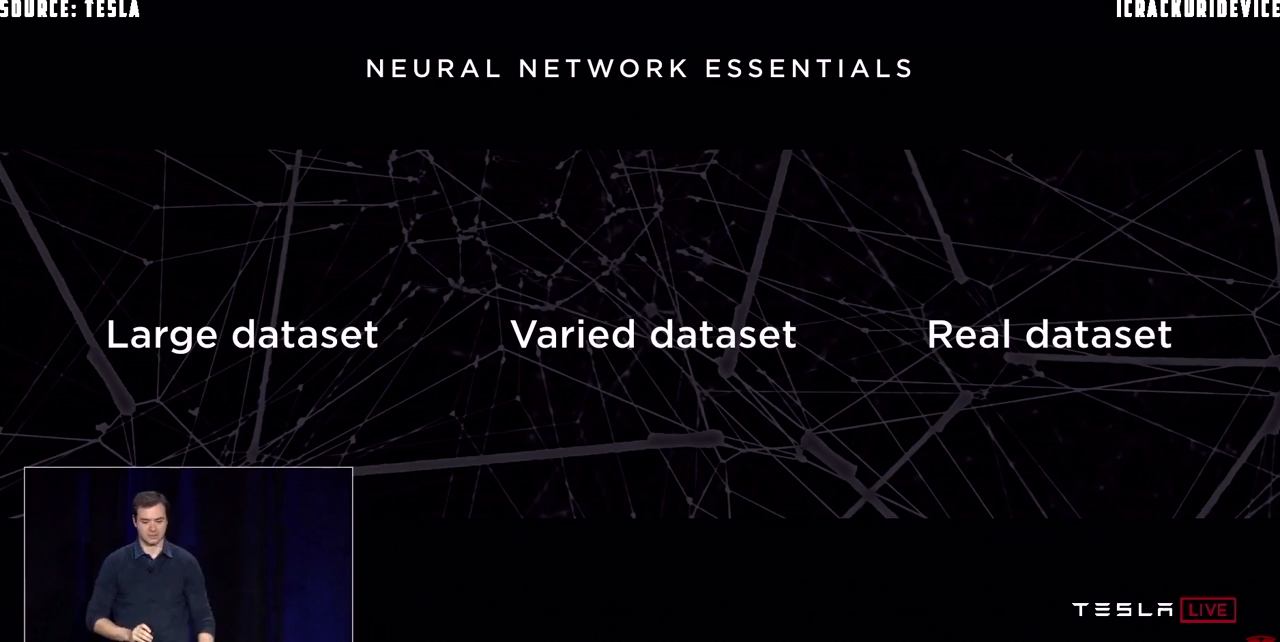 SOURCE: TESLA
ICRACKURIDEVICE
NEURAL NETWORK ESSENTIALS
Large dataset
Varied dataset
Real dataset
TESLA LIVE